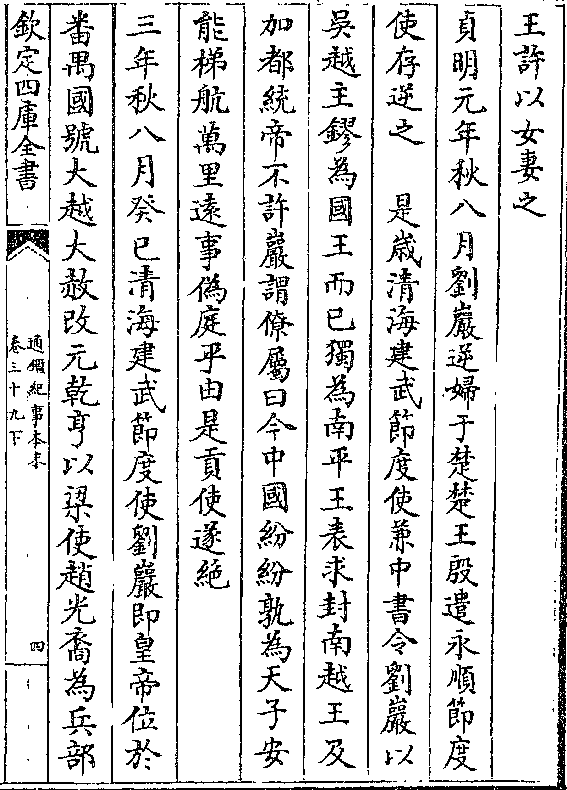 王許以女妻之
貞明元年秋八月劉巖逆婦于楚楚王殷遣永順節度
使存逆之　是歲清海建武節度使兼中書令劉巖以
吳越主鏐為國王而已獨為南平王表求封南越王及
加都統帝不許巖謂僚屬曰今中國紛紛孰為天子安
能梯航萬里遠事偽庭乎由是貢使遂絶
三年秋八月癸巳清海建武節度使劉巖即皇帝位於
番禺國號大越大赦改元乾亨以梁使趙光裔為兵部
欽定四庫全書
通鑑紀事本末
卷三十九下
四